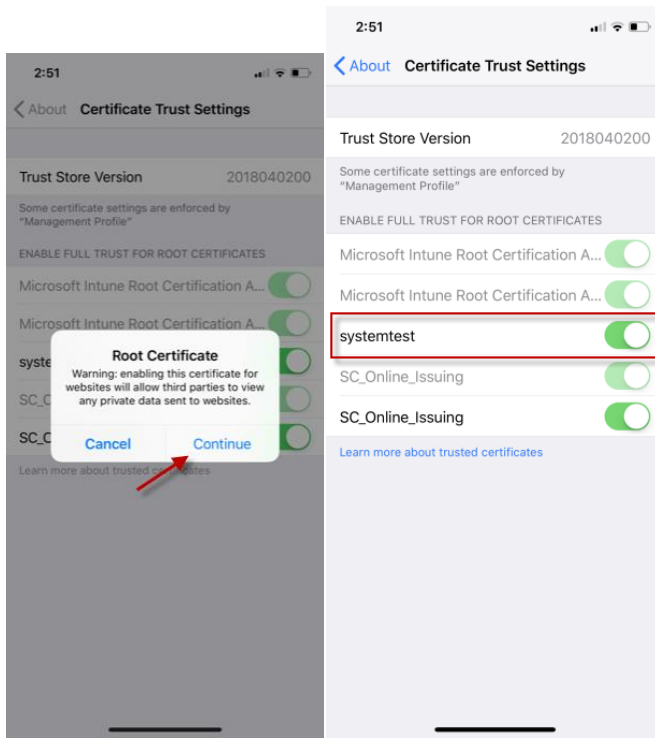 2:51
About Certificate Trust Settings
Trust Store Version 2018040200
Some certificate settings are enforced by
"Management Profile"
ENABLE FULL TRUST FOR ROOT CERTIFICATES
Microsoft Intune Root Certification A...
Microsoft Intune Root Certification A...
syste
SC_O
SC_O
Root Certificate
Warning: enabling this certificate for
websites will allow third parties to view
any private data sent to websites.
Cancel Continue
Learn more about trusted certificates
2:51
About Certificate Trust Settings
Trust Store Version 2018040200
Some certificate settings are enforced by
"Management Profile"
ENABLE FULL TRUST FOR ROOT CERTIFICATES
Microsoft Intune Root Certification A...
Microsoft Intune Root Certification A...
systemtest
SC_Online_Issuing
SC_Online_Issuing
Learn more about trusted certificates